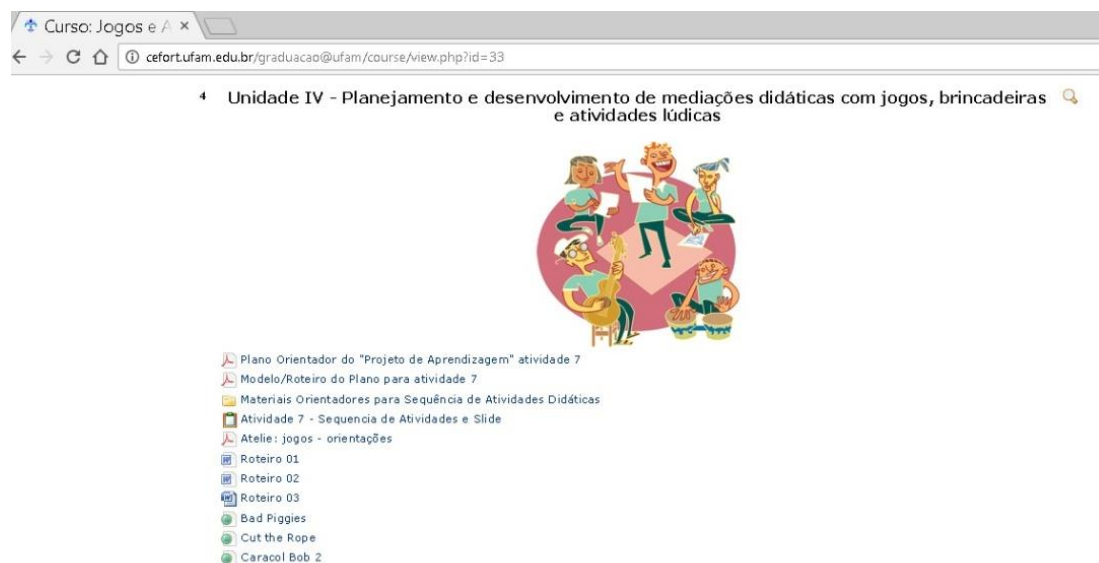 Curso: Jogos e A
cefort.ufam.edu.br/graduacao@ufam/course/view.php?id=33
4 Unidade IV - Planejamento e desenvolvimento de mediações didáticas com jogos, brincadeiras
e atividades lúdicas
Plano Orientador do "Projeto de Aprendizagem" atividade 7
Modelo/Roteiro do Plano para atividade 7
Materiais Orientadores para Sequência de Atividades Didáticas
Atividade 7 - Sequencia de Atividades e Slide
Atelie: jogos - orientações
Roteiro 01
Roteiro 02
Roteiro 03
Bad Piggies
Cut the Rope
Caracol Bob 2